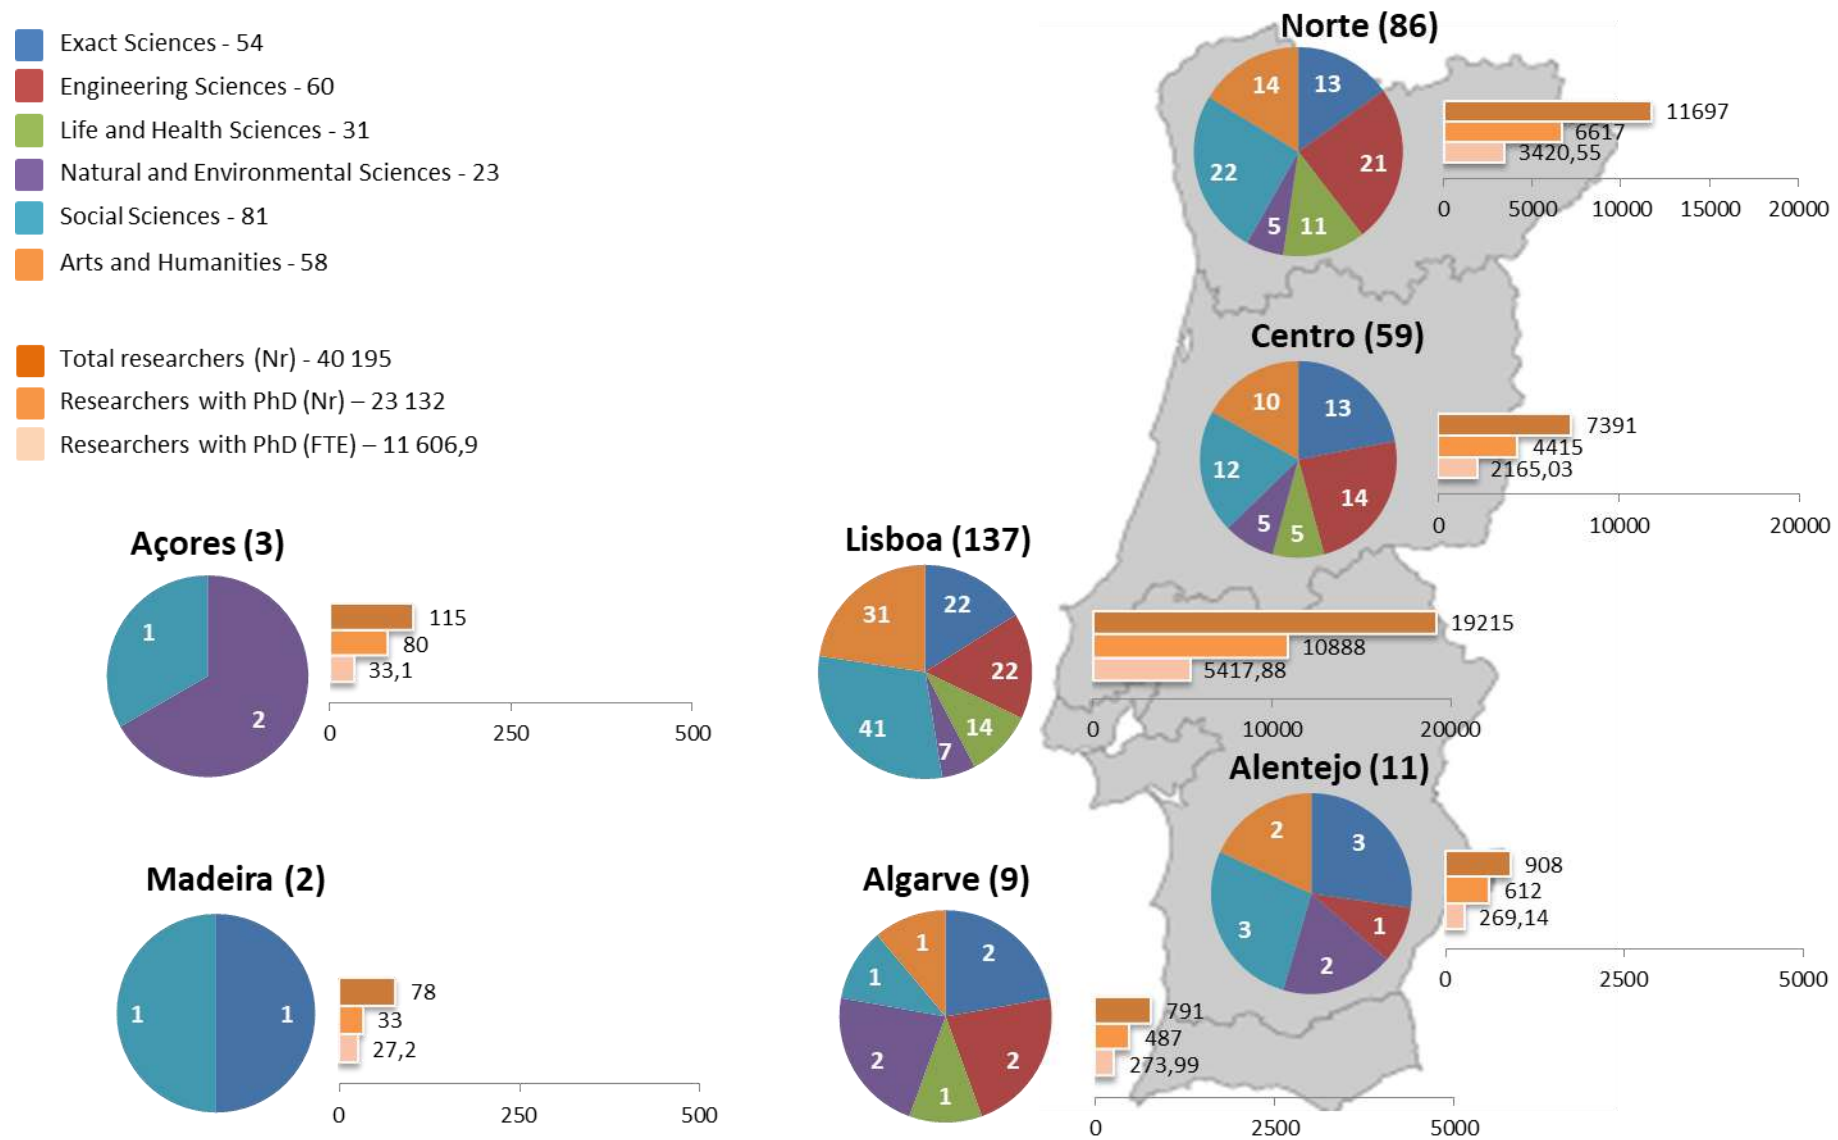 Exact Sciences - 54
Engineering Sciences - 60
Life and Health Sciences - 31
Natural and Environmental Sciences - 23
Social Sciences - 81
Arts and Humanities - 58
Total researchers (Nr) - 40 195
Researchers with PhD (Nr) – 23 132
Researchers with PhD (FTE) – 11 606,9
Norte (86)
14 13
22 21
5 11
11697
6617
3420,55
0 5000 10000 15000 20000
Centro (59)
10 13
12 14
5 5
7391
4415
2165,03
0 10000 20000
Açores (3)
1
2
115
80
33,1
0 250 500
Lisboa (137)
31 22
22
41 14
7
19215
10888
5417,88
0 10000 20000
Alentejo (11)
2 3
3 1
2
908
612
269,14
0 2500 5000
Madeira (2)
1 1
78
33
27,2
0 250 500
Algarve (9)
1 2
1
2 2
1
791
487
273,99
0 2500 5000